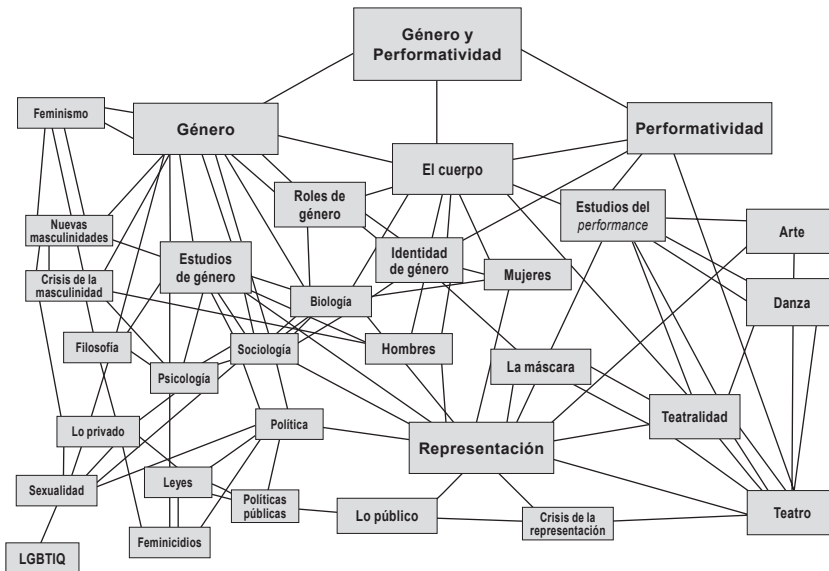 Género y
Performatividad
Feminismo
Género
Performatividad
El cuerpo
Roles de
género
Estudios del
performance
Nuevas
masculinidades
Arte
Estudios
de género
Identidad
de género
Mujeres
Crisis de la
masculinidad
Biología
Danza
Filosofía
Sociología
Hombres
La máscara
Psicología
Lo privado
Política
Teatralidad
Representación
Sexualidad
Leyes
Políticas
públicas
Lo público
Crisis de la
representación
Teatro
Feminicidios
LGBTIQ